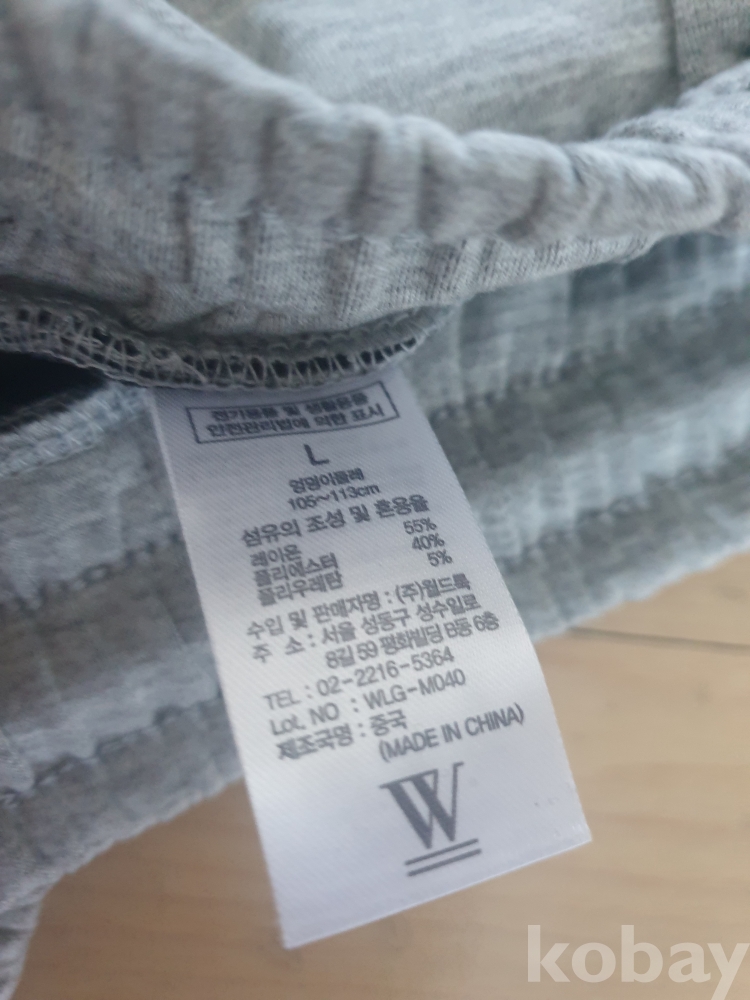 전기용품 및 생활용품
안전관리법에 의한 표시
L
엉덩이둘레
105~113cm
섬유의 조성 및 혼용율
레이온 55%
폴리에스터 40%
폴리우레탄 5%
수입 및 판매자명 : (주)월드룩
주 소 : 서울 성동구 성수일로
8길 59 평화빌딩 B동 6층
TEL : 02-2216-5364
Lot. NO : WLG-M040
제조국명 : 중국
(MADE IN CHINA)
W
kobay